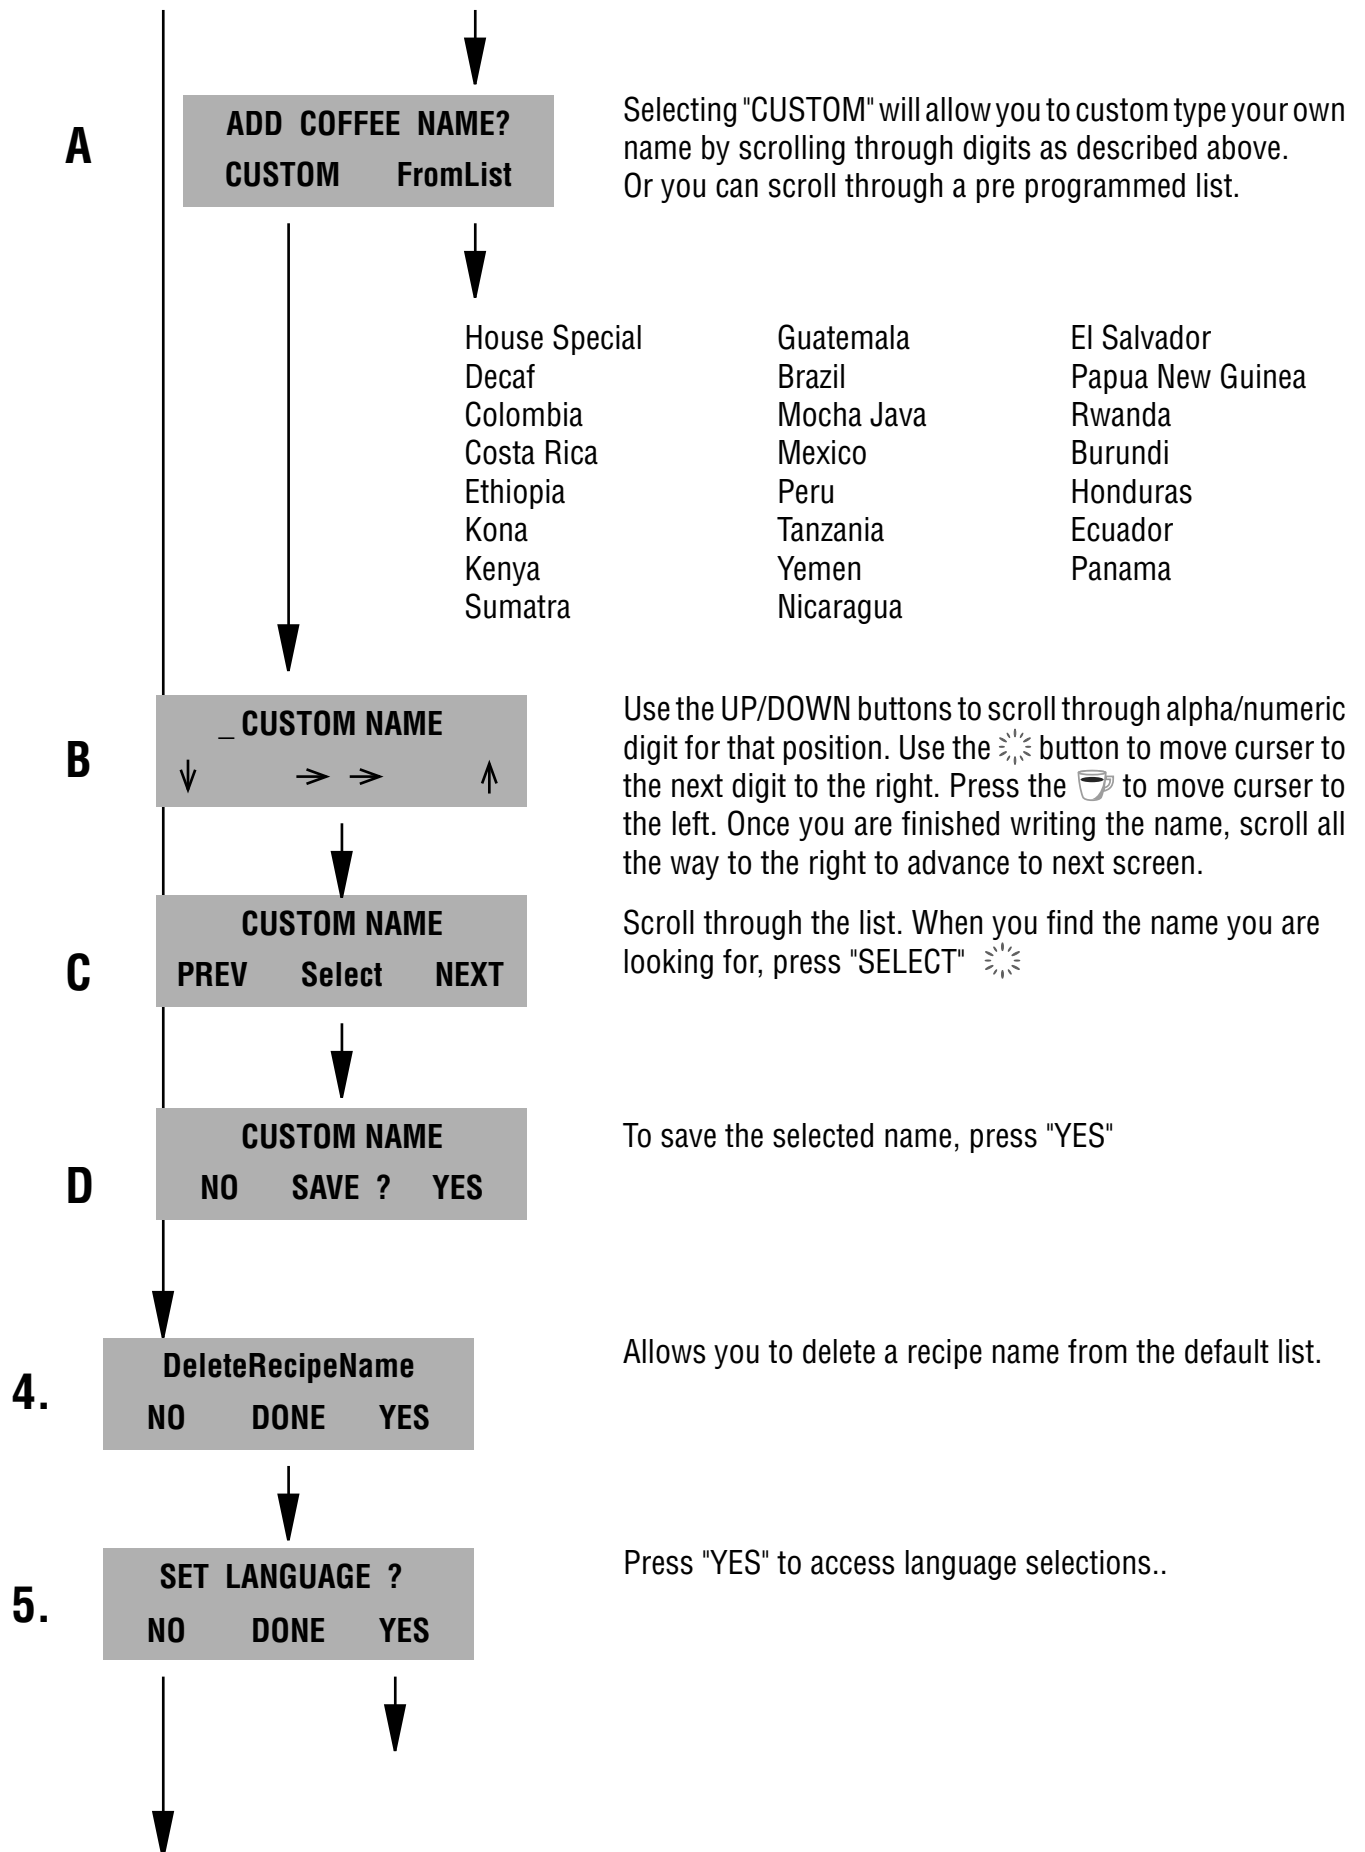 A
ADD COFFEE NAME?
CUSTOM FromList
Selecting "CUSTOM" will allow you to custom type your own
name by scrolling through digits as described above.
Or you can scroll through a pre programmed list.
House Special
Decaf
Colombia
Costa Rica
Ethiopia
Kona
Kenya
Sumatra
Guatemala
Brazil
Mocha Java
Mexico
Peru
Tanzania
Yemen
Nicaragua
El Salvador
Papua New Guinea
Rwanda
Burundi
Honduras
Ecuador
Panama
B
_ CUSTOM NAME
Use the UP/DOWN buttons to scroll through alpha/numeric
digit for that position. Use the button to move curser to
the next digit to the right. Press the to move curser to
the left. Once you are finished writing the name, scroll all
the way to the right to advance to next screen.
C
CUSTOM NAME
PREV Select NEXT
Scroll through the list. When you find the name you are
looking for, press "SELECT"
D
CUSTOM NAME
NO SAVE ? YES
To save the selected name, press "YES"
4.
DeleteRecipeName
NO DONE YES
Allows you to delete a recipe name from the default list.
5.
SET LANGUAGE ?
NO DONE YES
Press "YES" to access language selections..